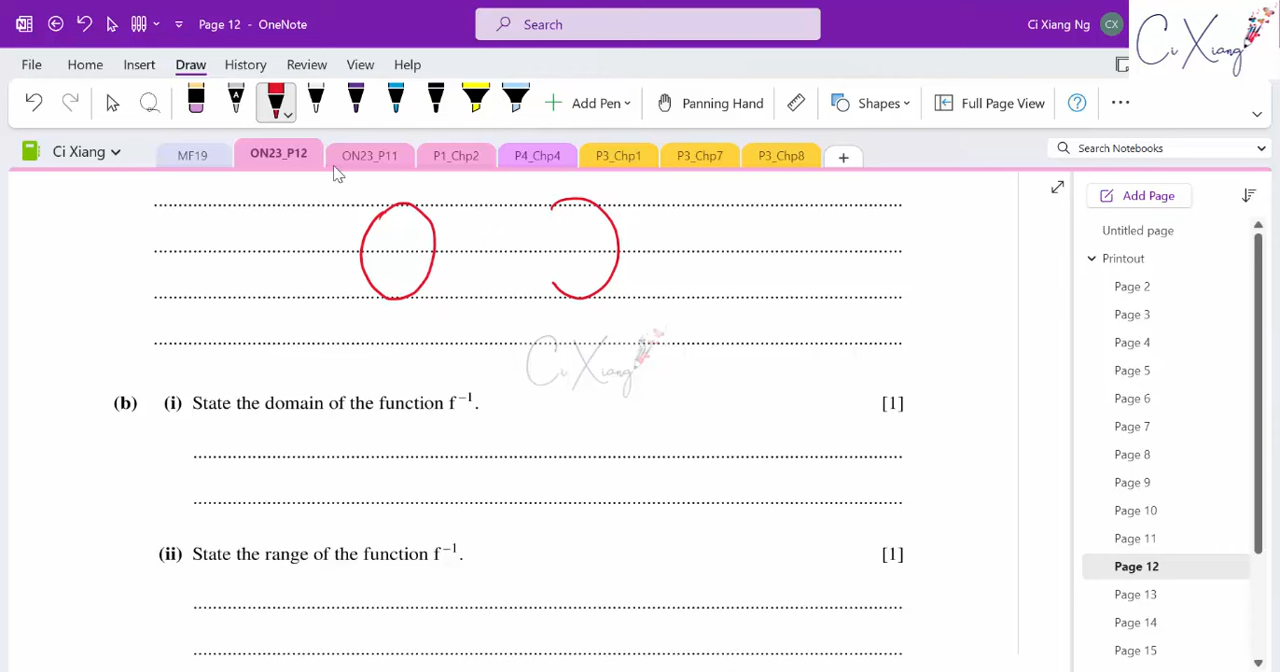 Page 12 - OneNote
Search
Ci Xiang Ng
CX
Ci Xiang
File Home Insert Draw History Review View Help
Add Pen
Panning Hand
Shapes
Full Page View
Ci Xiang
MF19
ON23_P12
ON23_P11
P1_Chp2
P4_Chp4
P3_Chp1
P3_Chp7
P3_Chp8
Search Notebooks
Add Page
Untitled page
Printout
Page 2
Page 3
Page 4
Page 5
Page 6
Page 7
Page 8
Page 9
Page 10
Page 11
Page 12
Page 13
Page 14
Page 15
Ci Xiang
(b) (i) State the domain of the function f⁻¹. [1]
(ii) State the range of the function f⁻¹. [1]